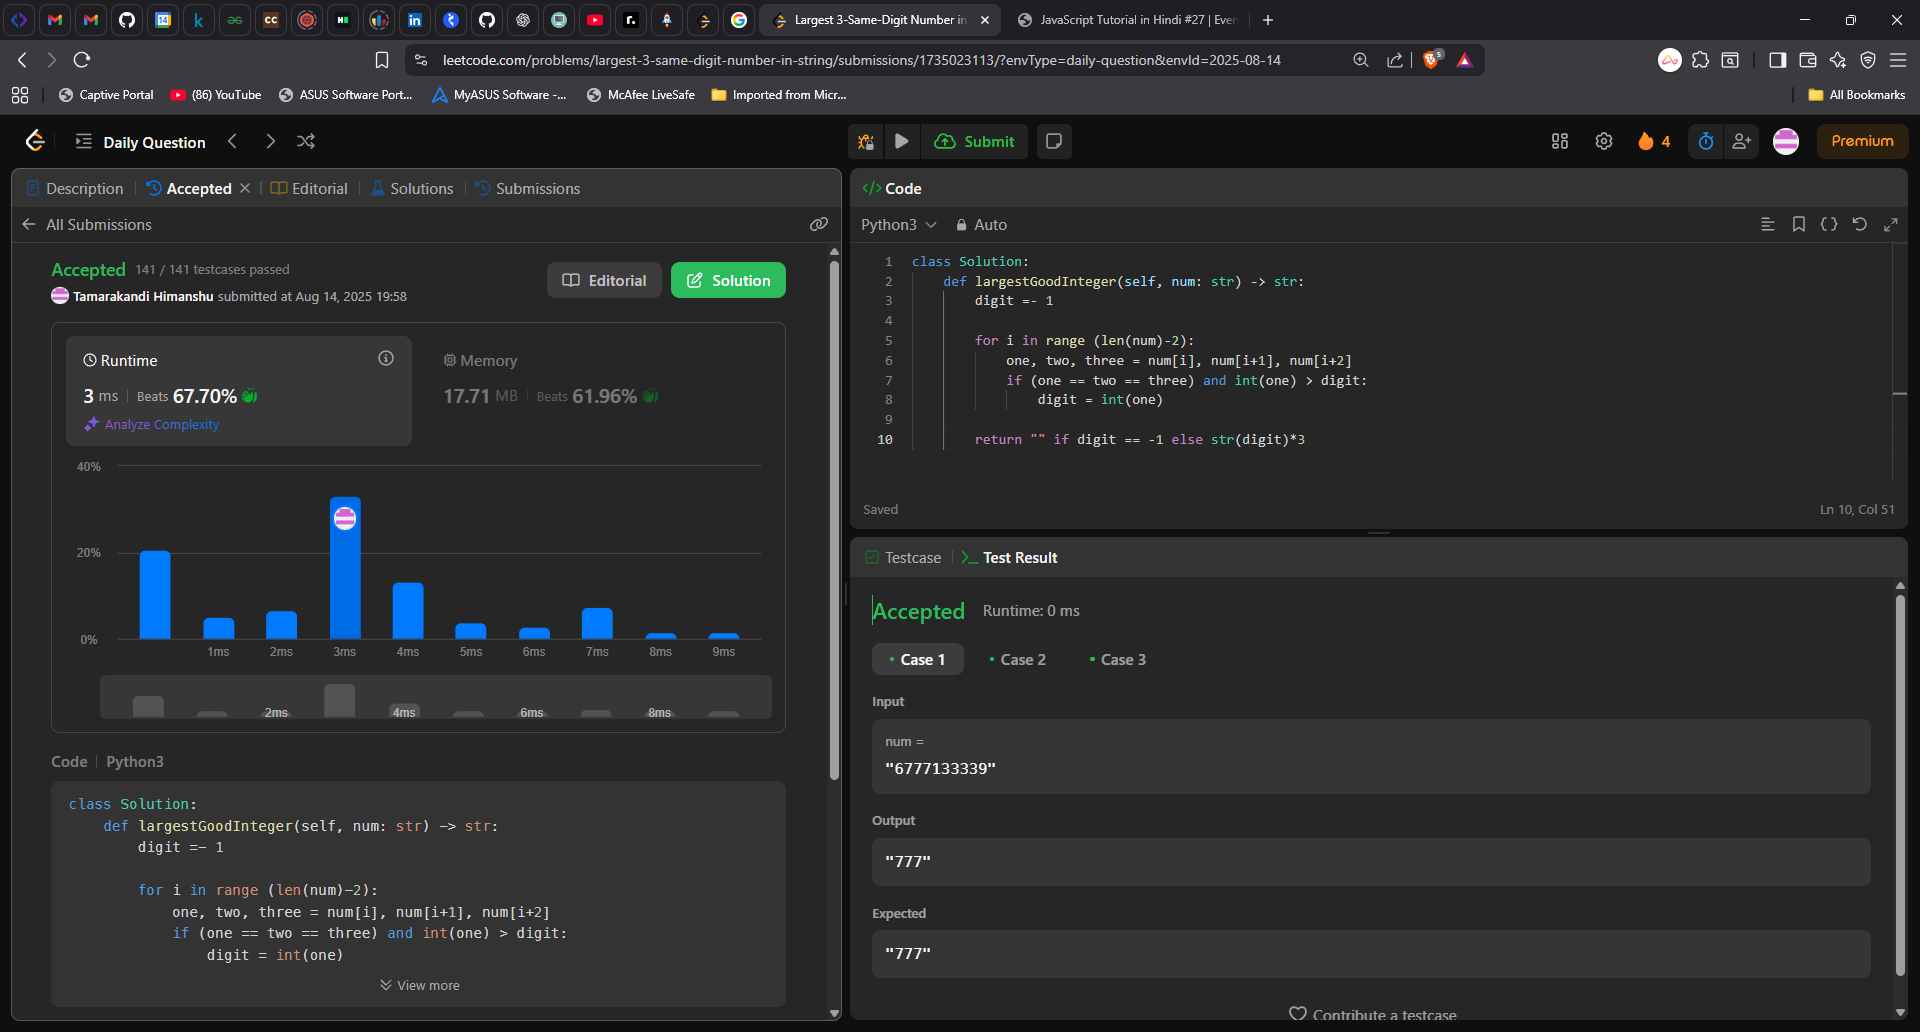 Largest 3-Same-Digit Number in
JavaScript Tutorial in Hindi #27 | Even
leetcode.com/problems/largest-3-same-digit-number-in-string/submissions/1735023113/?envType=daily-question&envId=2025-08-14
5
Captive Portal
(86) YouTube
ASUS Software Port...
MyASUS Software -...
McAfee LiveSafe
Imported from Micr...
All Bookmarks
Daily Question
Submit
4
Premium
Description
Accepted
Editorial
Solutions
Submissions
All Submissions
Accepted 141 / 141 testcases passed
Tamarakandi Himanshu submitted at Aug 14, 2025 19:58
Editorial
Solution
Runtime
3 ms | Beats 67.70%
Analyze Complexity
Memory
17.71 MB | Beats 61.96%
40%
20%
0%
1ms 2ms 3ms 4ms 5ms 6ms 7ms 8ms 9ms
2ms 4ms 6ms 8ms
Code | Python3
class Solution:
def largestGoodInteger(self, num: str) -> str:
digit =- 1
for i in range (len(num)-2):
one, two, three = num[i], num[i+1], num[i+2]
if (one == two == three) and int(one) > digit:
digit = int(one)
View more
</> Code
Python3
Auto
1 class Solution:
2 def largestGoodInteger(self, num: str) -> str:
3 digit =- 1
4
5 for i in range (len(num)-2):
6 one, two, three = num[i], num[i+1], num[i+2]
7 if (one == two == three) and int(one) > digit:
8 digit = int(one)
9
10 return "" if digit == -1 else str(digit)*3
Saved
Ln 10, Col 51
Testcase
Test Result
Accepted Runtime: 0 ms
Case 1
Case 2
Case 3
Input
num =
"6777133339"
Output
"777"
Expected
"777"
Contribute a testcase